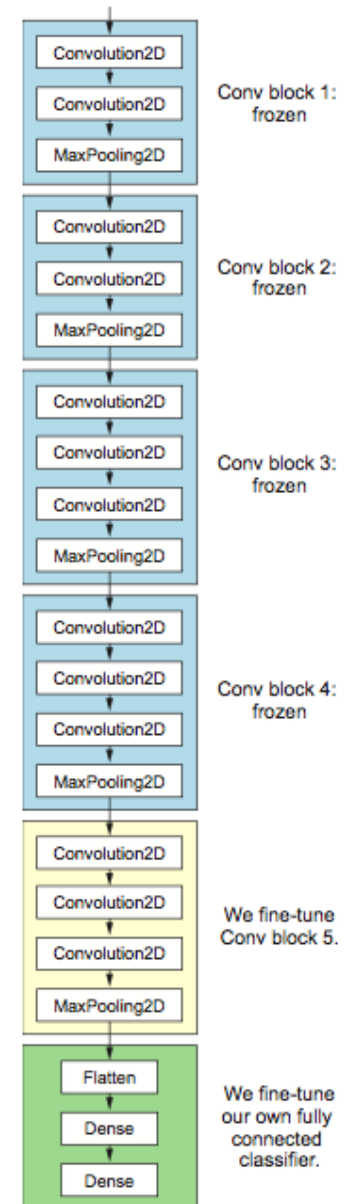 Convolution2D
Convolution2D
MaxPooling2D
Conv block 1:
frozen
Convolution2D
Convolution2D
MaxPooling2D
Conv block 2:
frozen
Convolution2D
Convolution2D
Convolution2D
MaxPooling2D
Conv block 3:
frozen
Convolution2D
Convolution2D
Convolution2D
MaxPooling2D
Conv block 4:
frozen
Convolution2D
Convolution2D
Convolution2D
MaxPooling2D
We fine-tune
Conv block 5.
Flatten
Dense
Dense
We fine-tune
our own fully
connected
classifier.